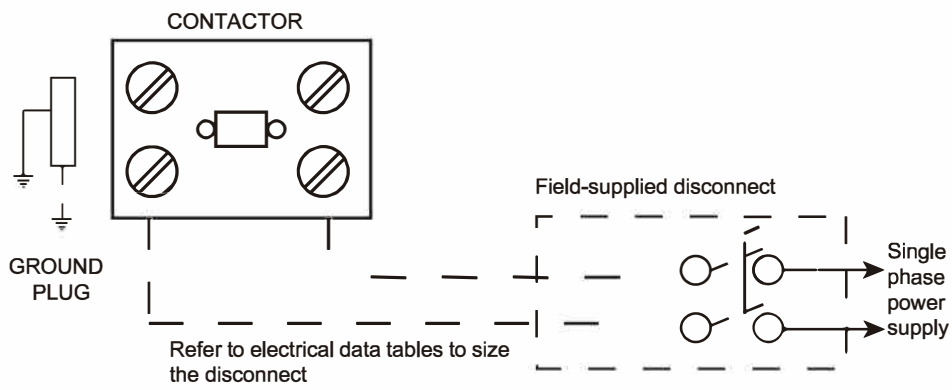 CONTACTOR
Field-supplied disconnect
GROUND
PLUG
Single
phase
power
supply
Refer to electrical data tables to size
the disconnect